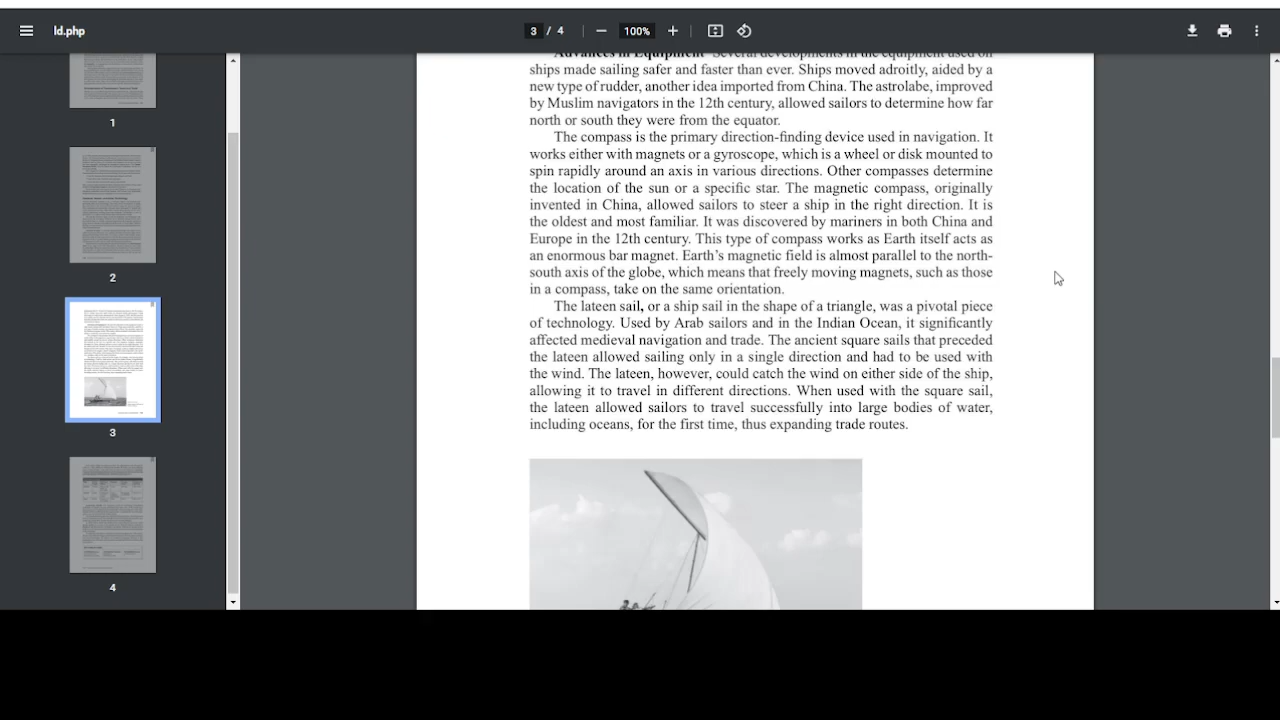 ld.php
3 / 4
100%
1
2
3
4
Advances in Equipment Several developments in the equipment used on
ships made sailing safer and faster than ever. Ships moved adroitly, aided by a
new type of rudder, another idea imported from China. The astrolabe, improved
by Muslim navigators in the 12th century, allowed sailors to determine how far
north or south they were from the equator.
The compass is the primary direction-finding device used in navigation. It
works either with magnets or a gyroscope, which is a wheel or disk mounted to
spin rapidly around an axis in various directions. Other compasses determine
the location of the sun or a specific star. The magnetic compass, originally
invented in China, allowed sailors to steer a ship in the right direction. It is
the oldest and most familiar. It was discovered by mariners in both China and
Europe in the 12th century. This type of compass works as Earth itself acts as
an enormous bar magnet. Earth's magnetic field is almost parallel to the north-
south axis of the globe, which means that freely moving magnets, such as those
in a compass, take on the same orientation.
The lateen sail, or a ship sail in the shape of a triangle, was a pivotal piece
of technology. Used by Arab sailors and in the Indian Ocean, it significantly
affected medieval navigation and trade. The ancient square sails that preceded
the lateen allowed sailing only in a single direction and had to be used with
the wind. The lateen, however, could catch the wind on either side of the ship,
allowing it to travel in different directions. When used with the square sail,
the lateen allowed sailors to travel successfully into large bodies of water,
including oceans, for the first time, thus expanding trade routes.